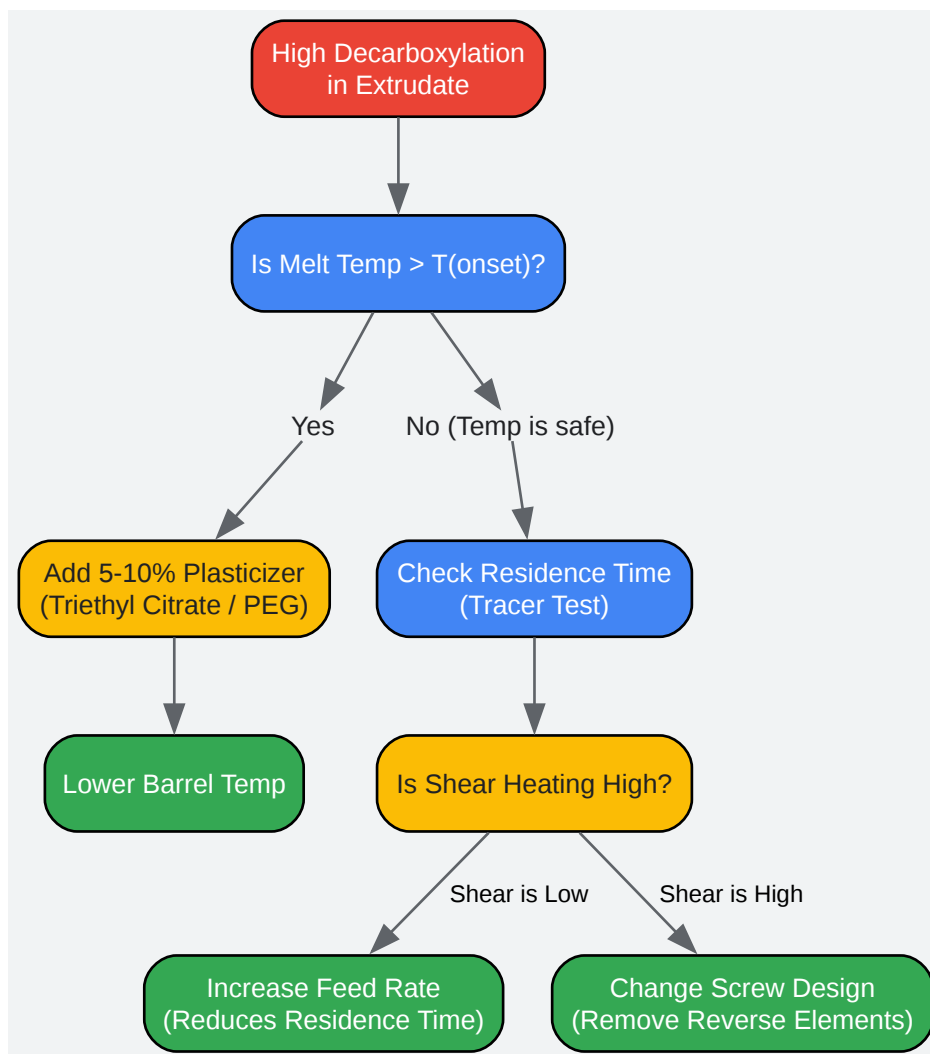 High Decarboxylation
in Extrudate
Is Melt Temp > T(onset)?
Yes
No (Temp is safe)
Add 5-10% Plasticizer
(Triethyl Citrate / PEG)
Check Residence Time
(Tracer Test)
Lower Barrel Temp
Is Shear Heating High?
Shear is Low
Shear is High
Increase Feed Rate
(Reduces Residence Time)
Change Screw Design
(Remove Reverse Elements)